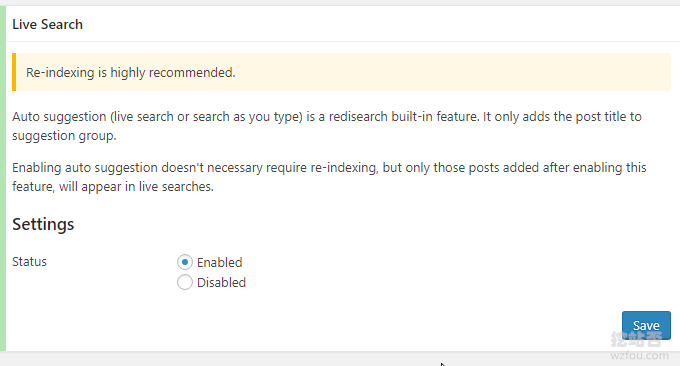 Live Search
Re-indexing is highly recommended.
Auto suggestion (live search or search as you type) is a redisearch built-in feature. It only adds the post title to
suggestion group.
Enabling auto suggestion doesn't necessary require re-indexing, but only those posts added after enabling this
feature, will appear in live searches.
Settings
Status
Enabled
Disabled
Save
挖站否
wzfou.com